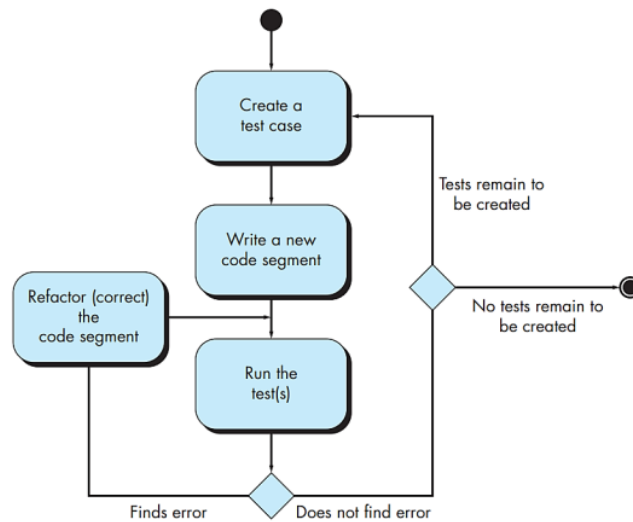 Create a
test case
Tests remain to
be created
Write a new
code segment
Refactor (correct)
the
code segment
No tests remain to
be created
Run the
test(s)
Finds error
Does not find error